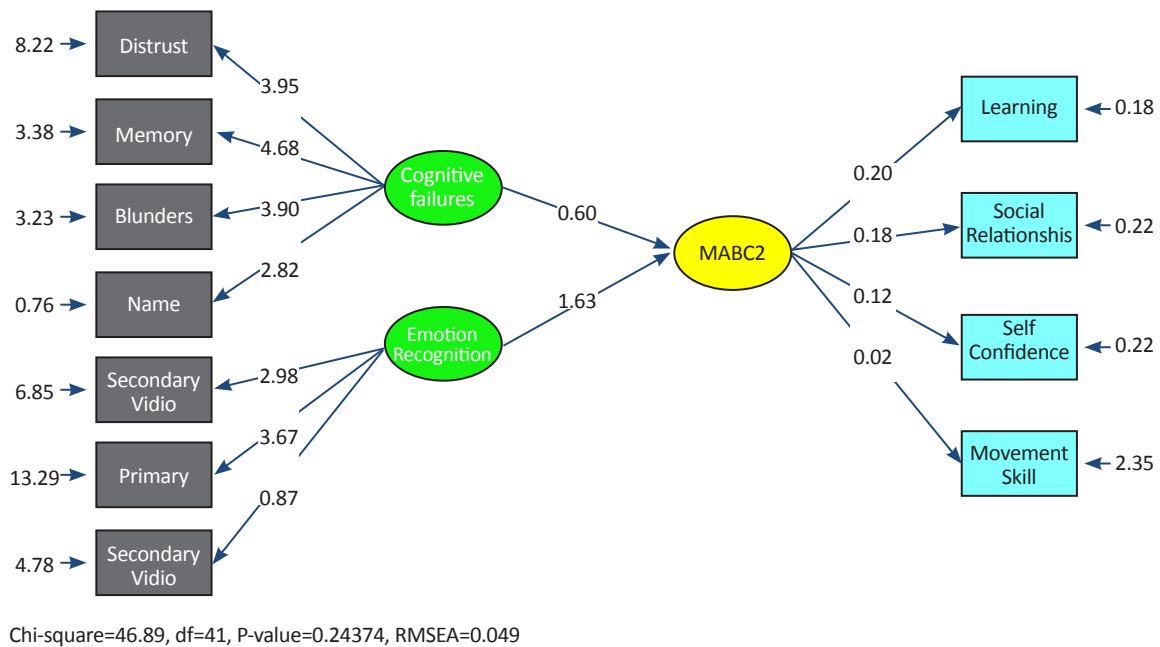 8.22
Distrust
3.95
3.38
Memory
4.68
3.23
Blunders
3.90
0.76
Name
2.82
6.85
Secondary
Vidio
2.98
13.29
Primary
3.67
4.78
Secondary
Vidio
0.87
Cognitive
failures
0.60
Emotion
Recognition
1.63
MABC2
0.20
Learning
0.18
0.18
Social
Relationshis
0.22
0.12
Self
Confidence
0.22
0.02
Movement
Skill
2.35
Chi-square=46.89, df=41, P-value=0.24374, RMSEA=0.049